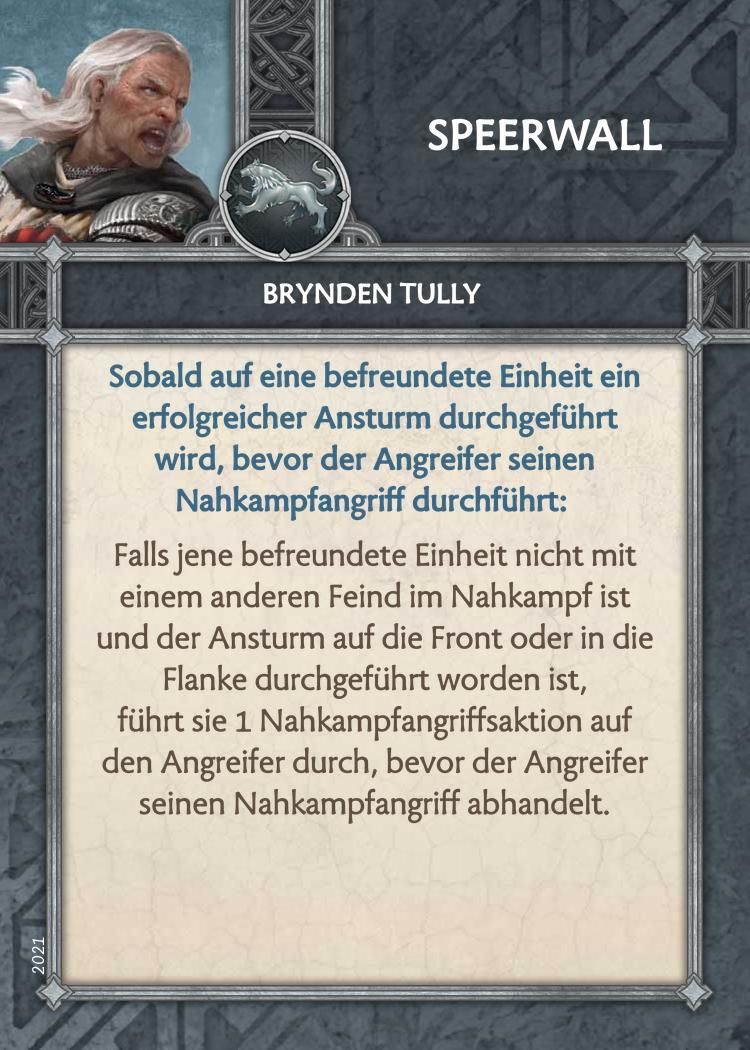 SPEERWALL
BRYNDEN TULLY
Sobald auf eine befreundete Einheit ein
erfolgreicher Ansturm durchgeführt
wird, bevor der Angreifer seinen
Nahkampfangriff durchführt:
Falls jene befreundete Einheit nicht mit
einem anderen Feind im Nahkampf ist
und der Ansturm auf die Front oder in die
Flanke durchgeführt worden ist,
führt sie 1 Nahkampfangriffsaktion auf
den Angreifer durch, bevor der Angreifer
seinen Nahkampfangriff abhandelt.
2021